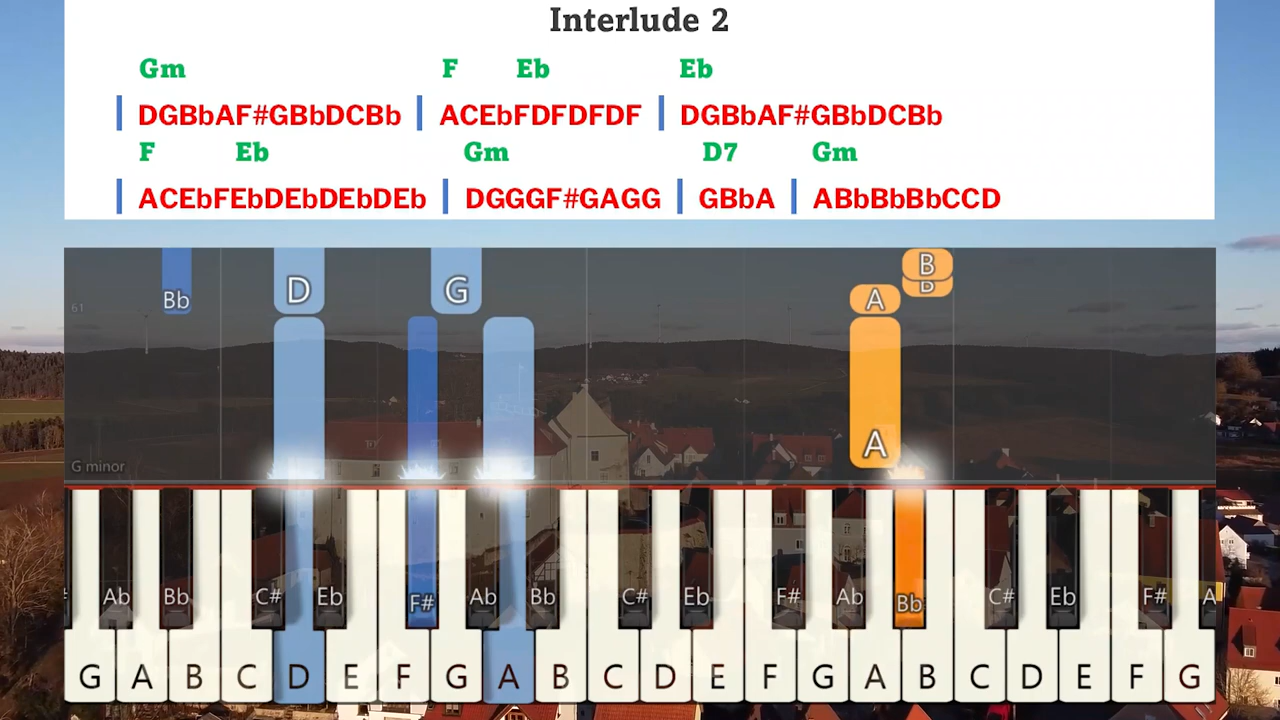 Interlude 2
Gm F Eb Eb
| DGBbAF#GBbDCBb | ACEbFDFDFDF | DGBbAF#GBbDCBb
F Eb Gm D7 Gm
| ACEbFEbDEbDEbDEb | DGGGF#GAGG | GBbA | ABbBbBbCCD
B
Bb D G A B
61
A
G minor
Ab Bb C# Eb F# Ab Bb C# Eb F# Ab Bb C# Eb F# A
G A B C D E F G A B C D E F G A B C D E F G